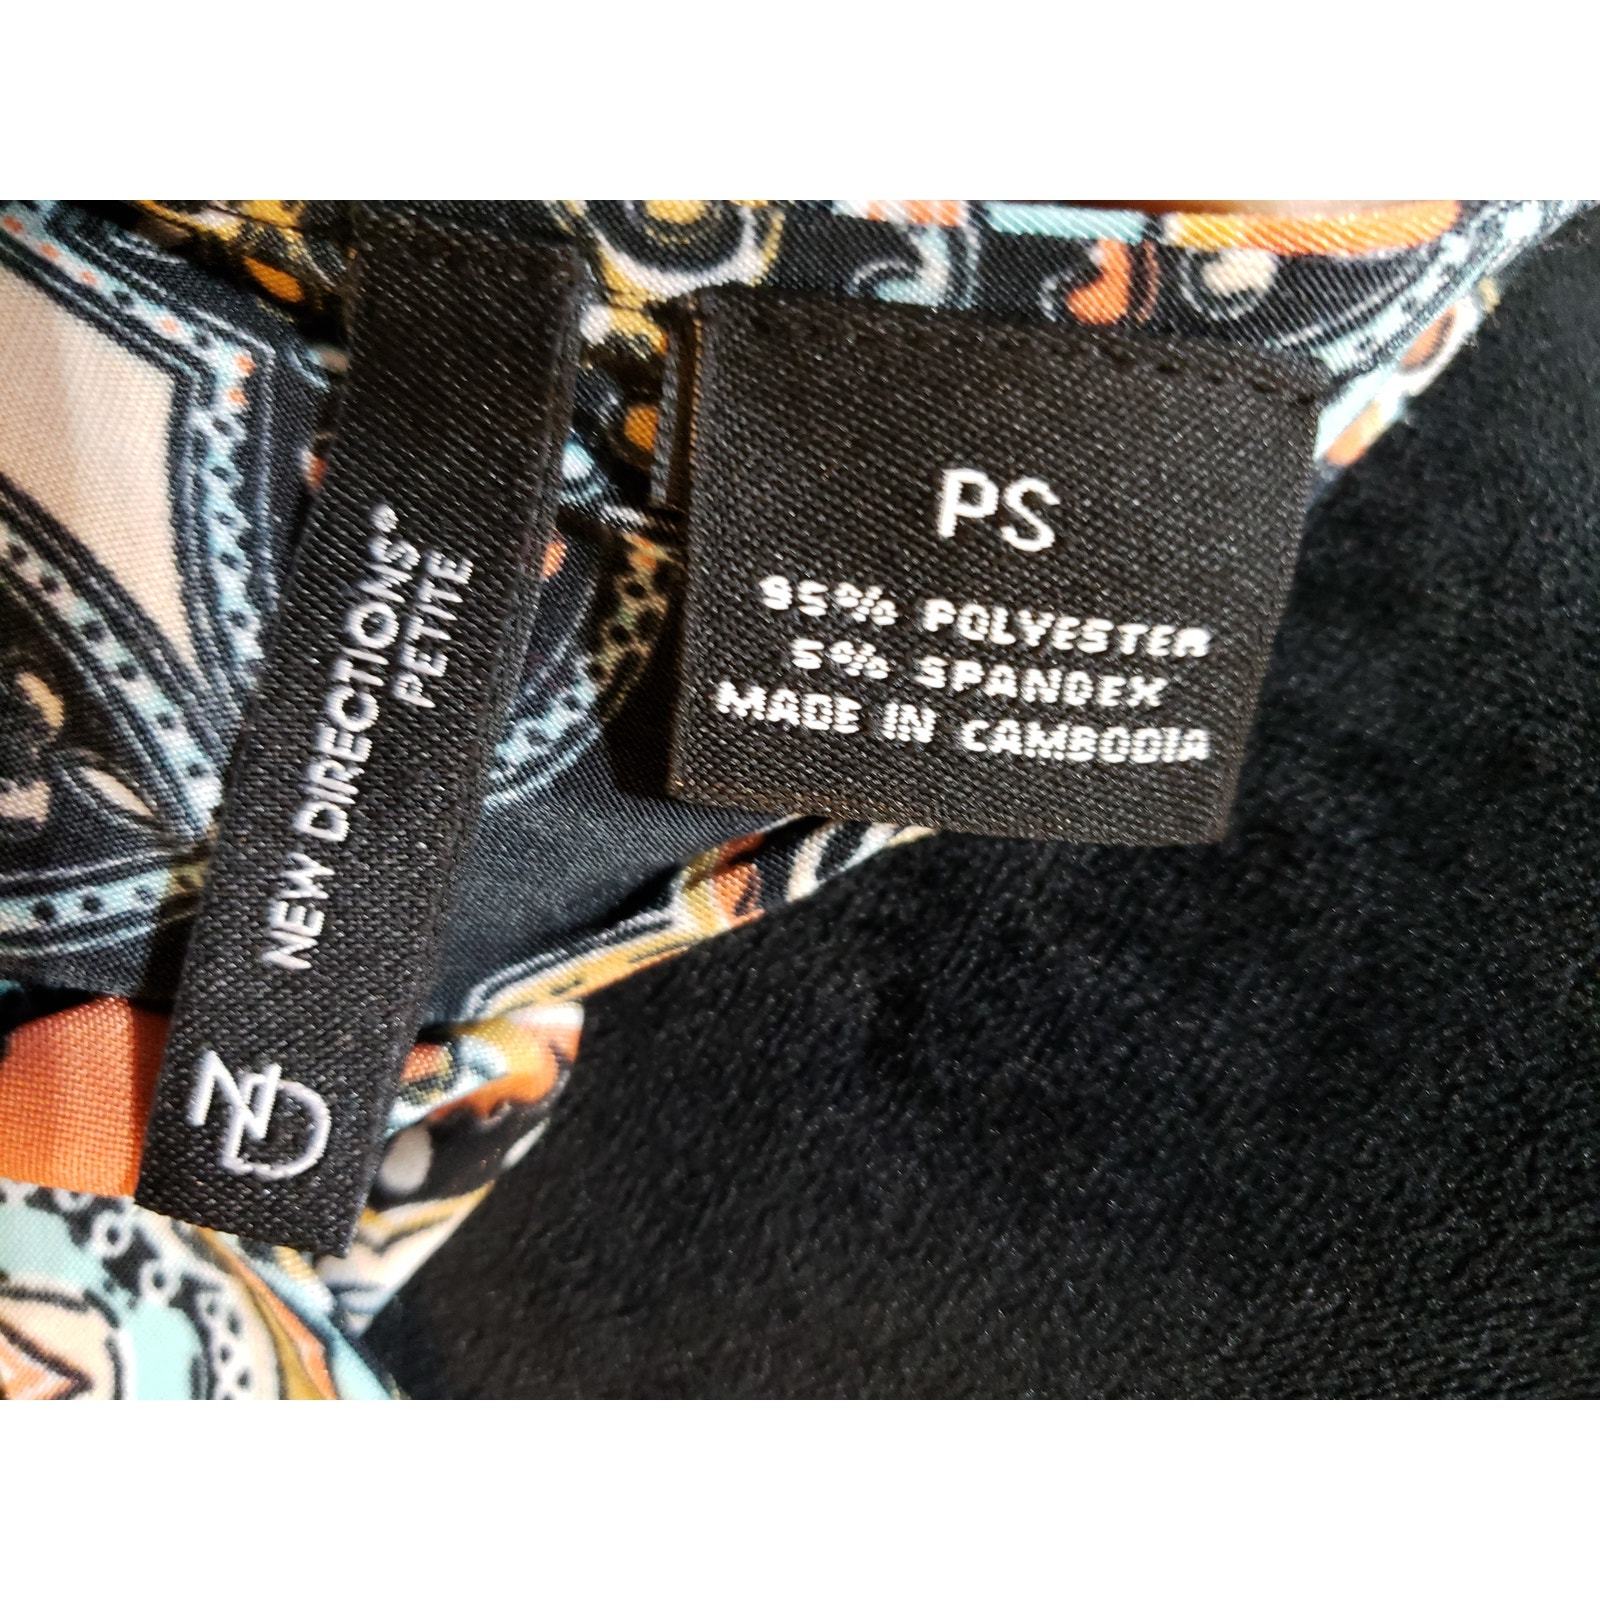 ND
NEW DIRECTIONS®
PETITE
PS
95% POLYESTER
5% SPANDEX
MADE IN CAMBODIA